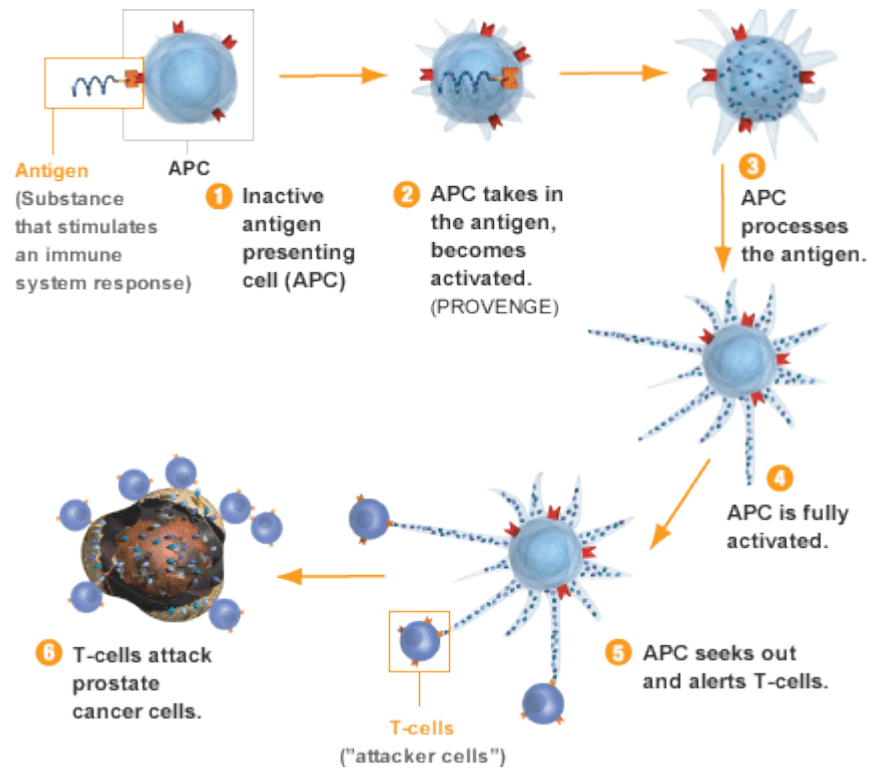 Antigen
(Substance
that stimulates
an immune
system response)
APC
1 Inactive
antigen
presenting
cell (APC)
2 APC takes in
the antigen,
becomes
activated.
(PROVENGE)
3
APC
processes
the antigen.
4
APC is fully
activated.
5 APC seeks out
and alerts T-cells.
T-cells
("attacker cells")
6 T-cells attack
prostate
cancer cells.